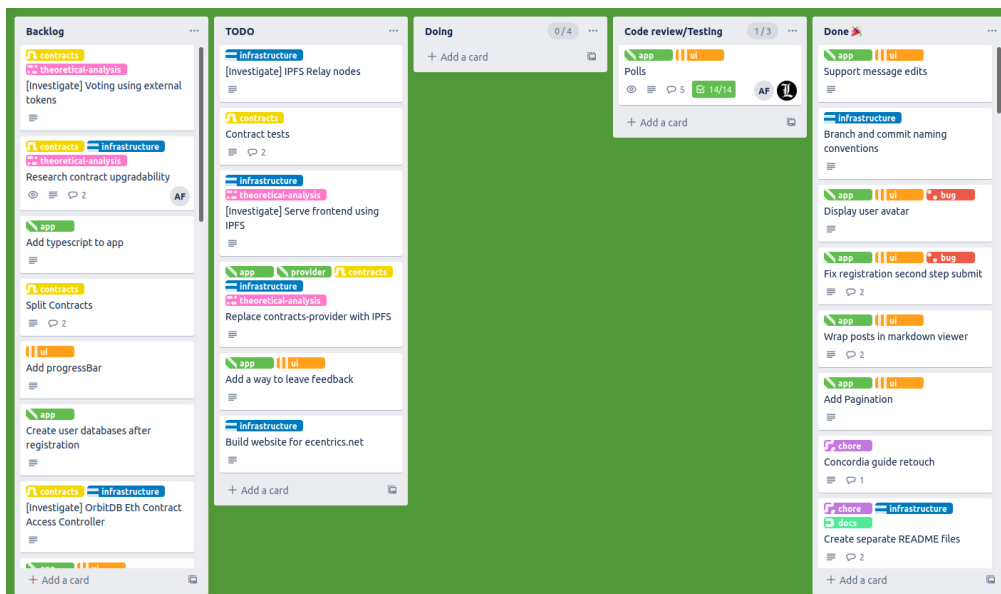 Backlog
contracts
theoretical-analysis
[Investigate] Voting using external
tokens
contracts infrastructure
theoretical-analysis
Research contract upgradability
2 AF
app
Add typescript to app
contracts
Split Contracts
2
ui
Add progressBar
app
Create user databases after
registration
contracts infrastructure
[Investigate] OrbitDB Eth Contract
Access Controller
app ui
+ Add a card
TODO
infrastructure
[Investigate] IPFS Relay nodes
contracts
Contract tests
2
infrastructure
theoretical-analysis
[Investigate] Serve frontend using
IPFS
app provider contracts
infrastructure
theoretical-analysis
Replace contracts-provider with IPFS
app ui
Add a way to leave feedback
infrastructure
Build website for ecentrics.net
+ Add a card
Doing 0/4
+ Add a card
Code review/Testing 1/3
app ui
Polls
5 14/14 AF L
+ Add a card
Done
app ui
Support message edits
infrastructure
Branch and commit naming
conventions
app ui bug
Display user avatar
app ui bug
Fix registration second step submit
2
app ui
Wrap posts in markdown viewer
2
app ui
Add Pagination
chore
Concordia guide retouch
1
chore infrastructure
docs
Create separate README files
2
+ Add a card